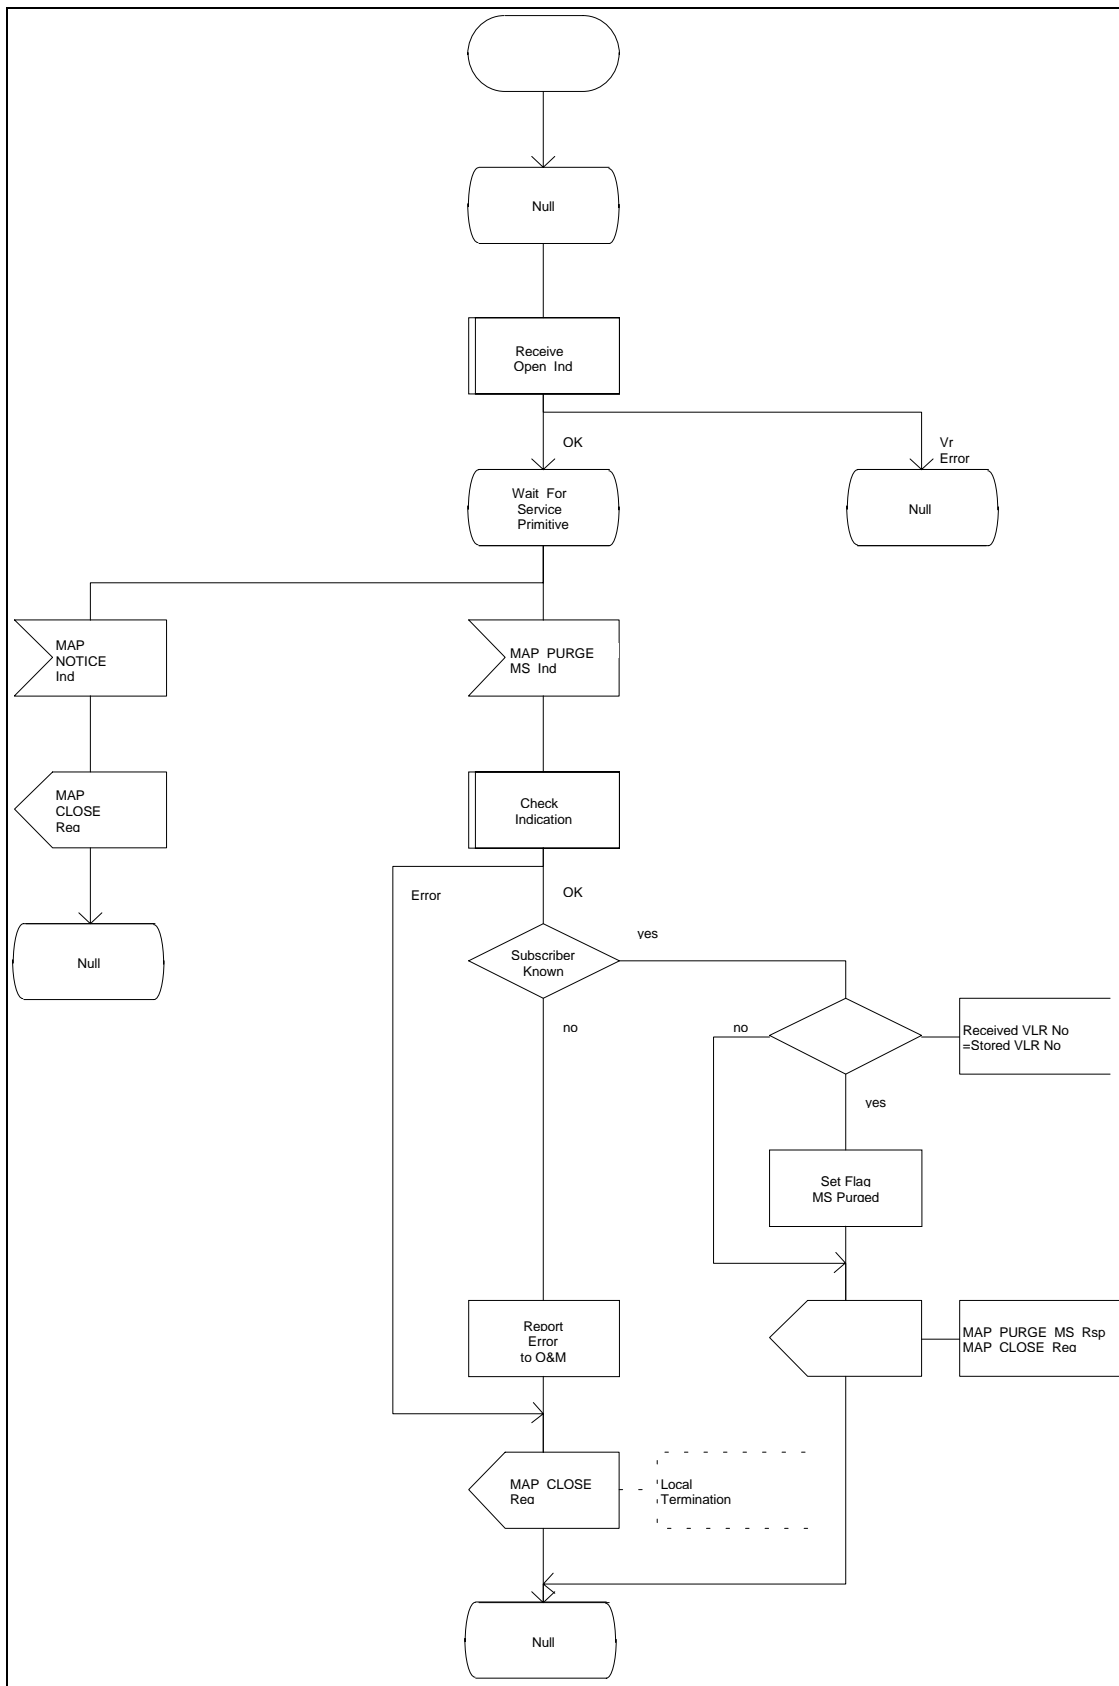 Null
Receive
Open Ind
OK
Vr
Error
Wait For
Service
Primitive
Null
MAP
NOTICE
Ind
MAP PURGE
MS Ind
MAP
CLOSE
Req
Check
Indication
Error
OK
Null
Subscriber
Known
yes
no
no
Received VLR No
=Stored VLR No
yes
Set Flag
MS Purged
Report
Error
to O&M
MAP PURGE MS Rsp
MAP CLOSE Req
MAP CLOSE
Req
Local
Termination
Null